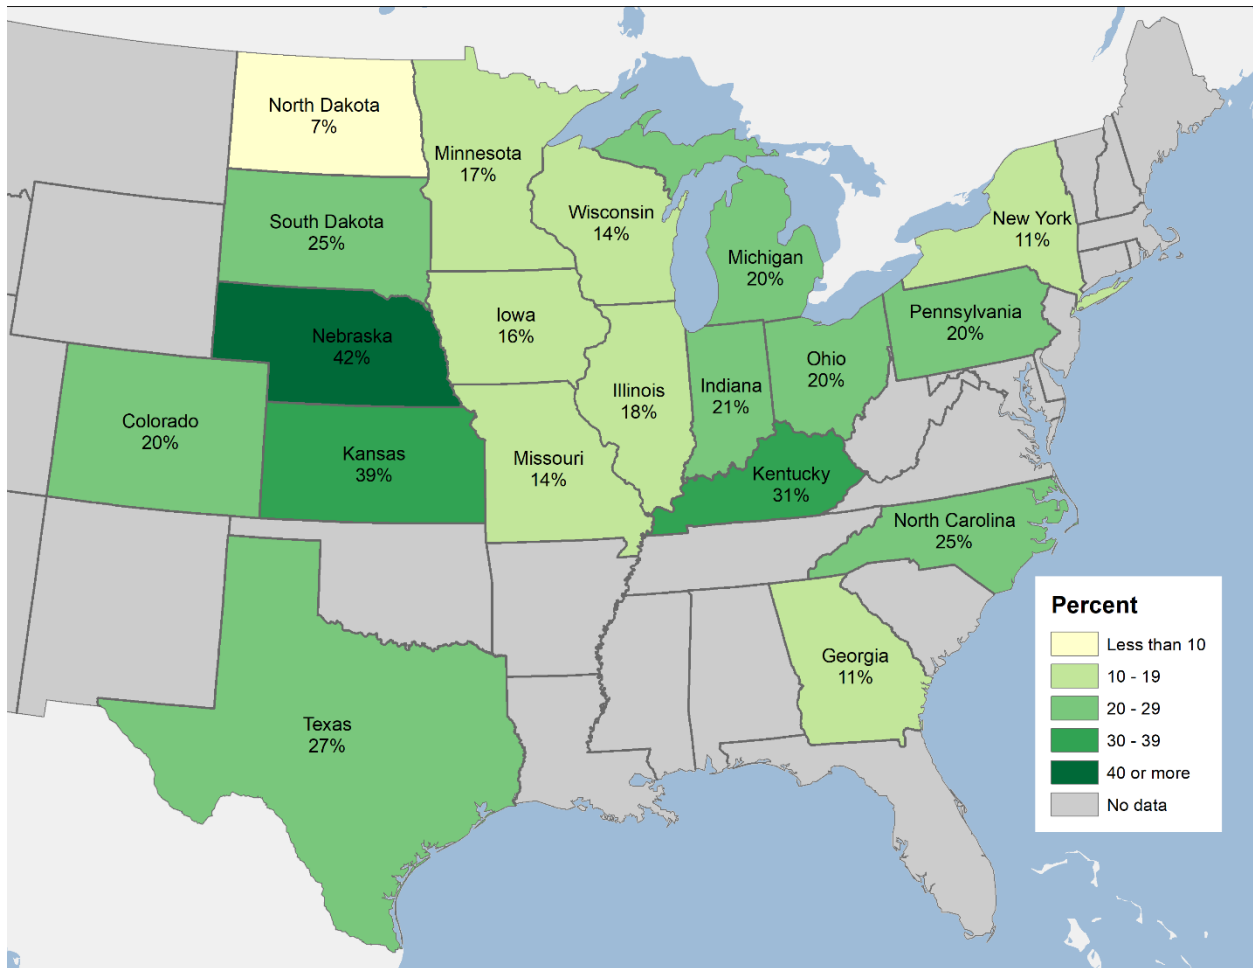 North Dakota
7%
Minnesota
17%
South Dakota
25%
Wisconsin
14%
Michigan
20%
New York
11%
Nebraska
42%
Iowa
16%
Pennsylvania
20%
Illinois
18%
Indiana
21%
Ohio
20%
Colorado
20%
Kansas
39%
Missouri
14%
Kentucky
31%
North Carolina
25%
Texas
27%
Georgia
11%
Percent
Less than 10
10 - 19
20 - 29
30 - 39
40 or more
No data